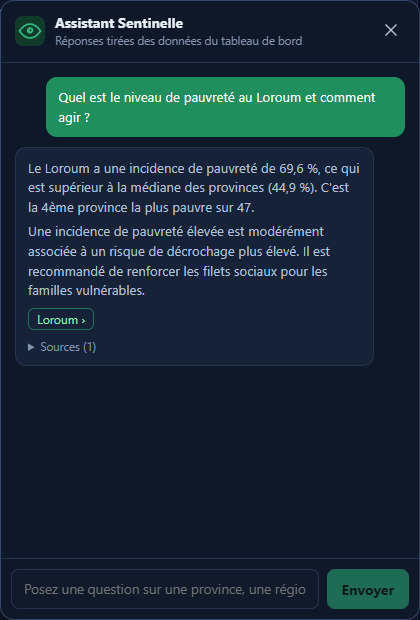 Assistant Sentinelle
Réponses tirées des données du tableau de bord
Quel est le niveau de pauvreté au Loroum et comment
agir ?
Le Loroum a une incidence de pauvreté de 69,6 %, ce qui
est supérieur à la médiane des provinces (44,9 %). C'est
la 4ème province la plus pauvre sur 47.
Une incidence de pauvreté élevée est modérément
associée à un risque de décrochage plus élevé. Il est
recommandé de renforcer les filets sociaux pour les
familles vulnérables.
Loroum ›
Sources (1)
Posez une question sur une province, une régio
Envoyer